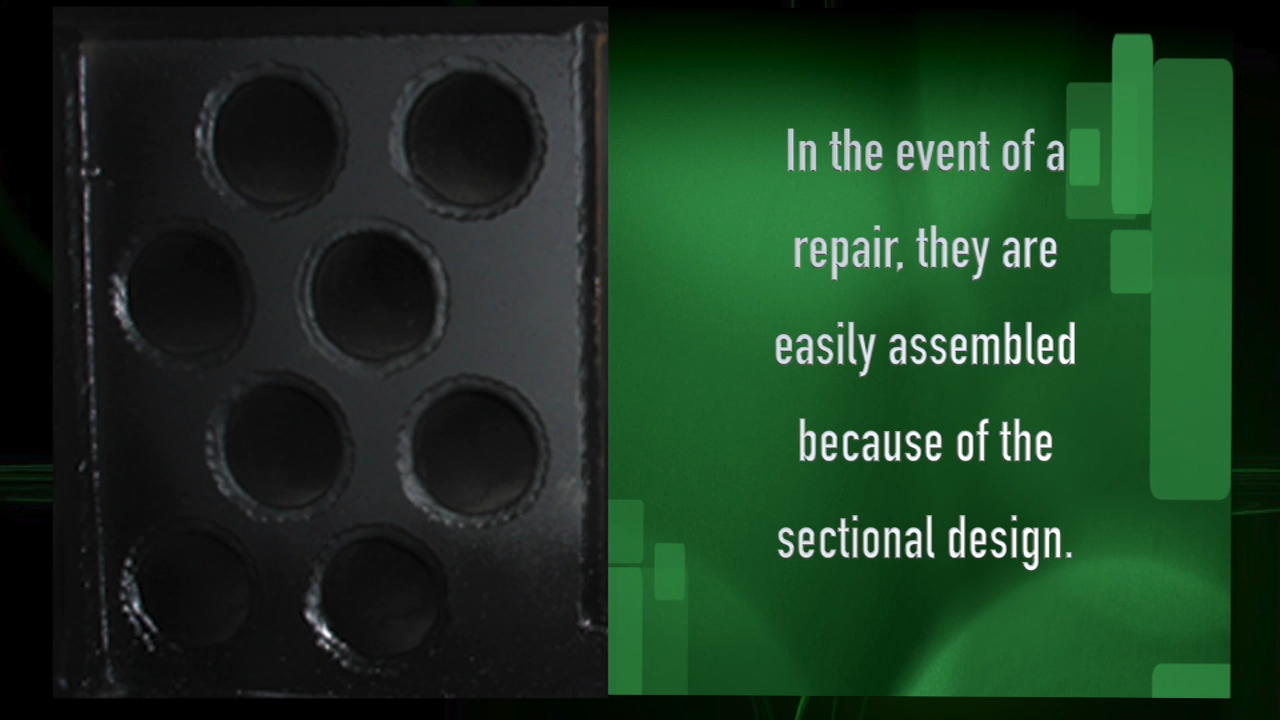 In the event of a
repair, they are
easily assembled
because of the
sectional design.